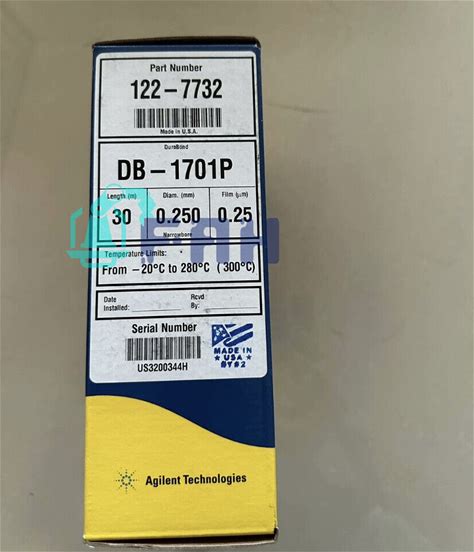 Part Number
122-7732
Made in U.S.A.
DuraBond
DB-1701P
Length (m) Diam. (mm) Film (μm)
30 0.250 0.25
Narrowbore
FAH
Temperature Limits:
From -20°C to 280°C (300°C)
Date Rcvd
Installed: By:
Serial Number
US3200344H
MADE IN
USA
Agilent Technologies